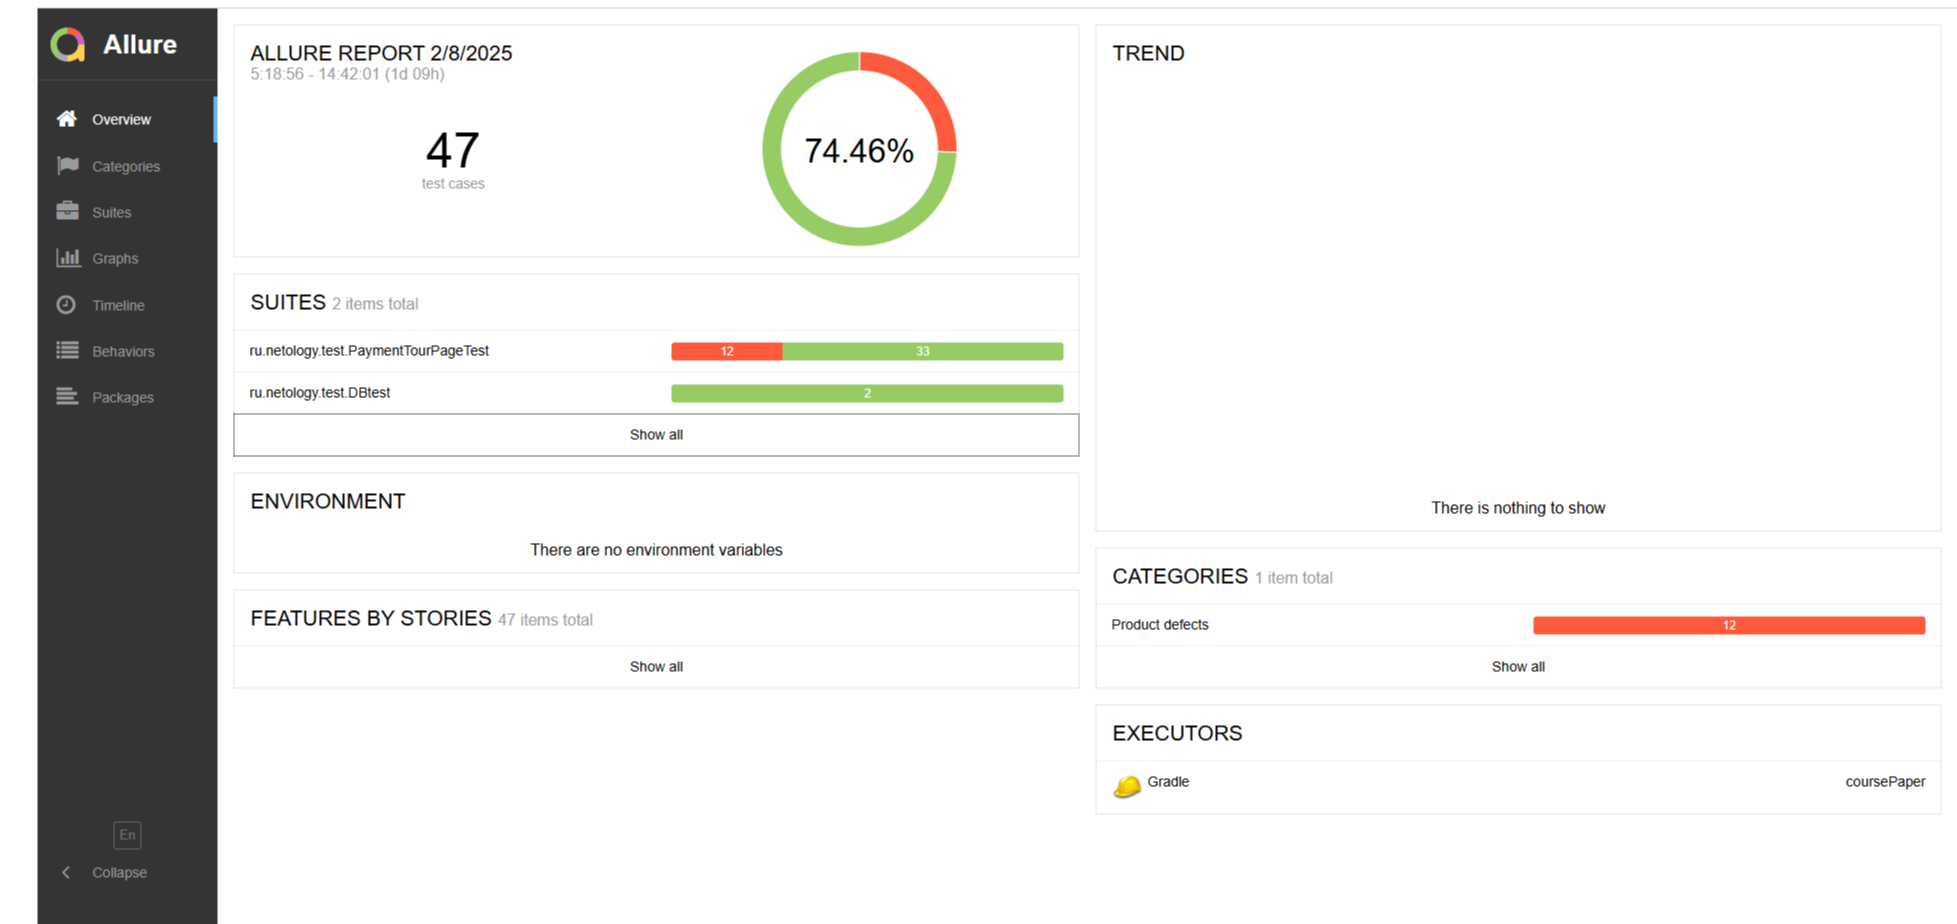 Allure
Overview
Categories
Suites
Graphs
Timeline
Behaviors
Packages
En
Collapse
ALLURE REPORT 2/8/2025
5:18:56 - 14:42:01 (1d 09h)
47
test cases
74.46%
SUITES 2 items total
ru.netology.test.PaymentTourPageTest 12 33
ru.netology.test.DBtest 2
Show all
ENVIRONMENT
There are no environment variables
FEATURES BY STORIES 47 items total
Show all
TREND
There is nothing to show
CATEGORIES 1 item total
Product defects 12
Show all
EXECUTORS
Gradle coursePaper